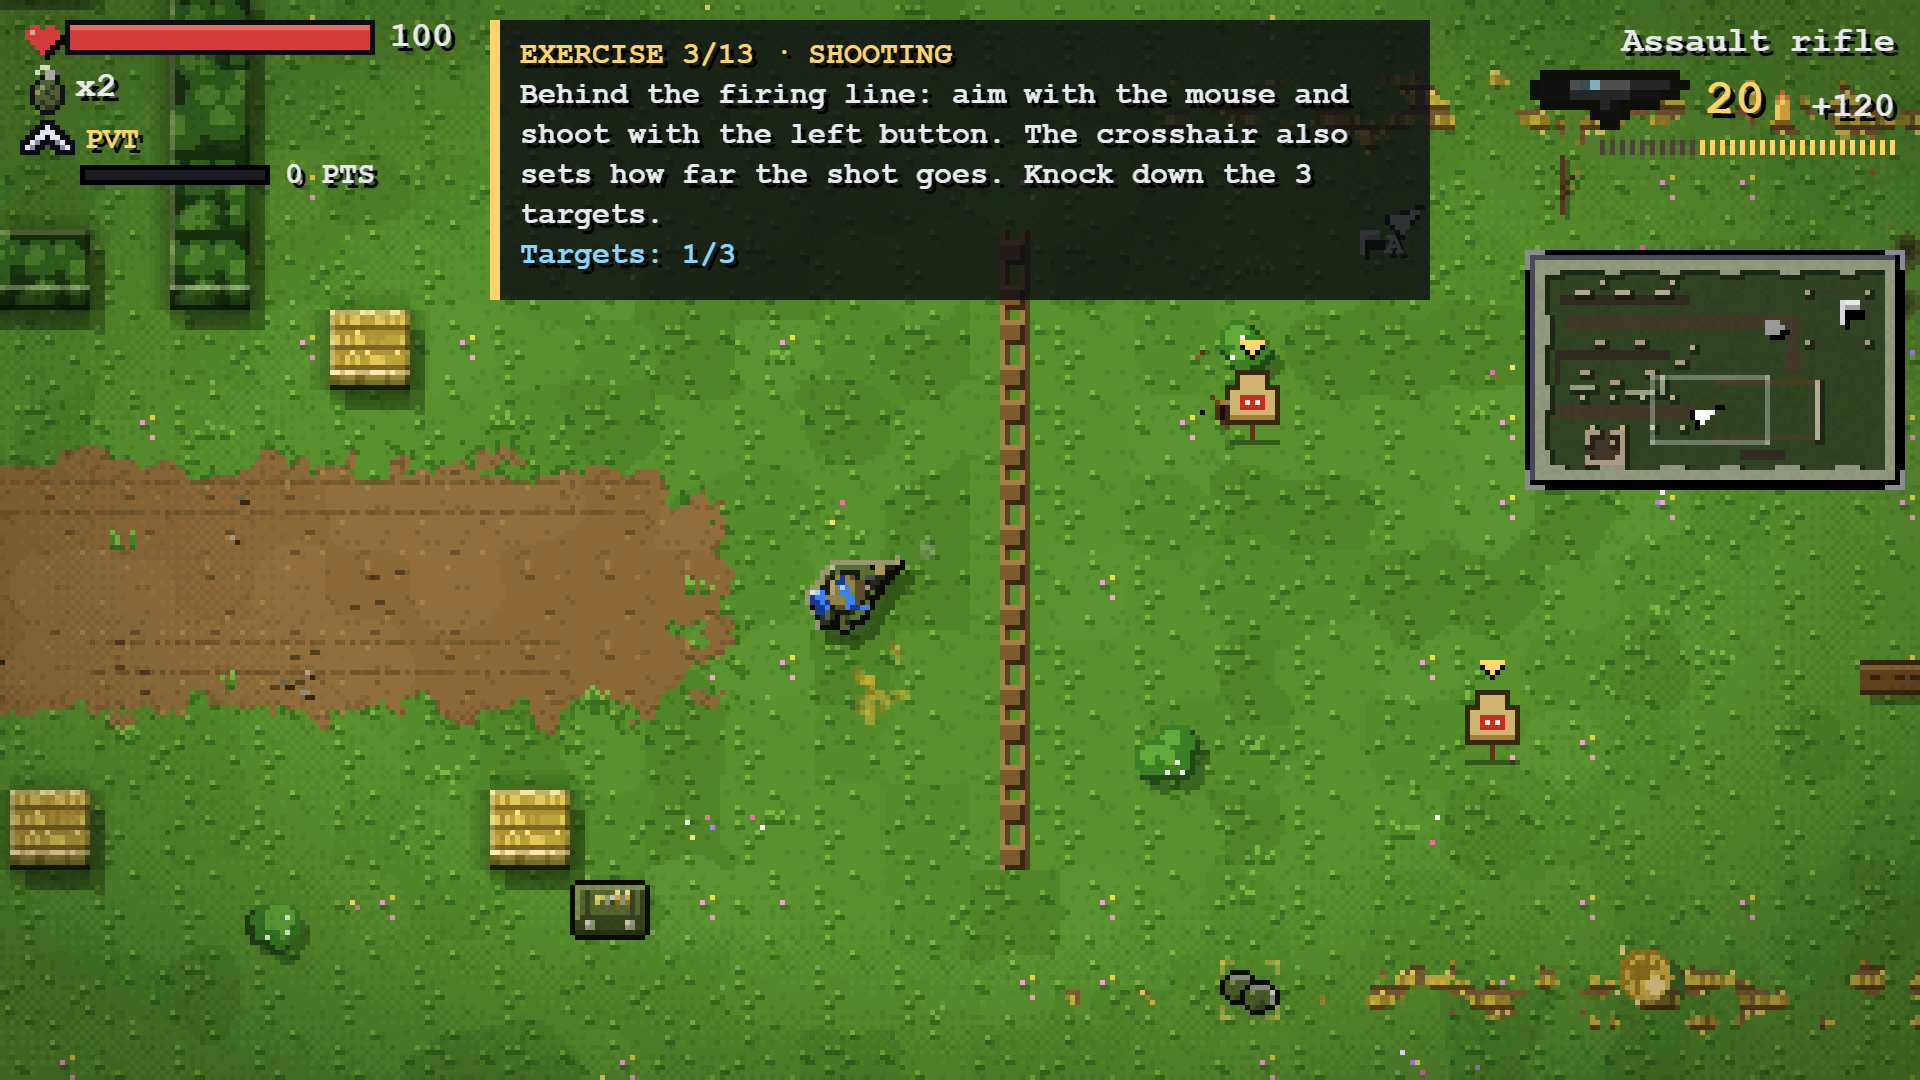 100
x2
PVT
0 PTS
EXERCISE 3/13 · SHOOTING
Behind the firing line: aim with the mouse and
shoot with the left button. The crosshair also
sets how far the shot goes. Knock down the 3
targets.
Targets: 1/3
A
Assault rifle
20
+120